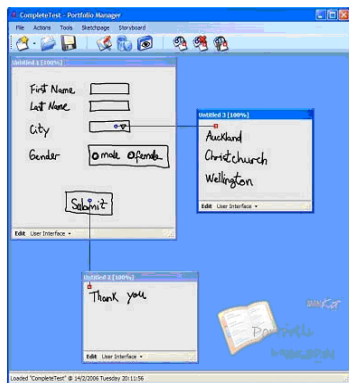 CompleteTest - Portfolio Manager
File Actions Tools Sketchpage Storyboard
Untitled 1 [100%]
First Name
Last Name
City
Gender male female
Submit
Edit User Interface
Untitled 3 [100%]
Auckland
Christchurch
Wellington
Edit User Interface
Untitled 2 [100%]
Thank you
Edit User Interface
Loaded "CompleteTest" @ 14/2/2006 Tuesday 20:11:56